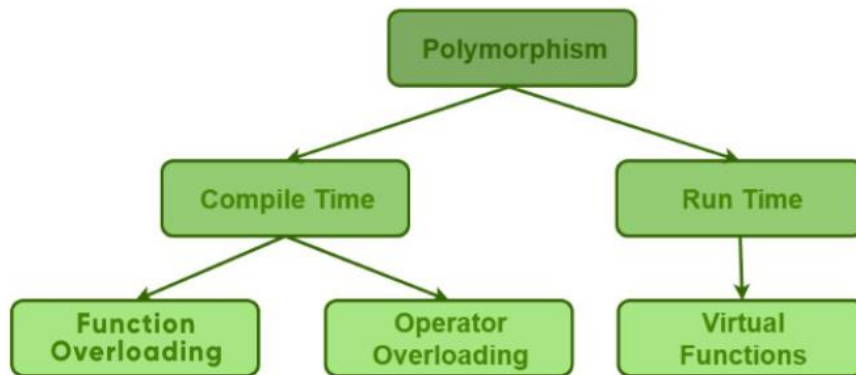 Polymorphism
Compile Time
Run Time
Function
Overloading
Operator
Overloading
Virtual
Functions